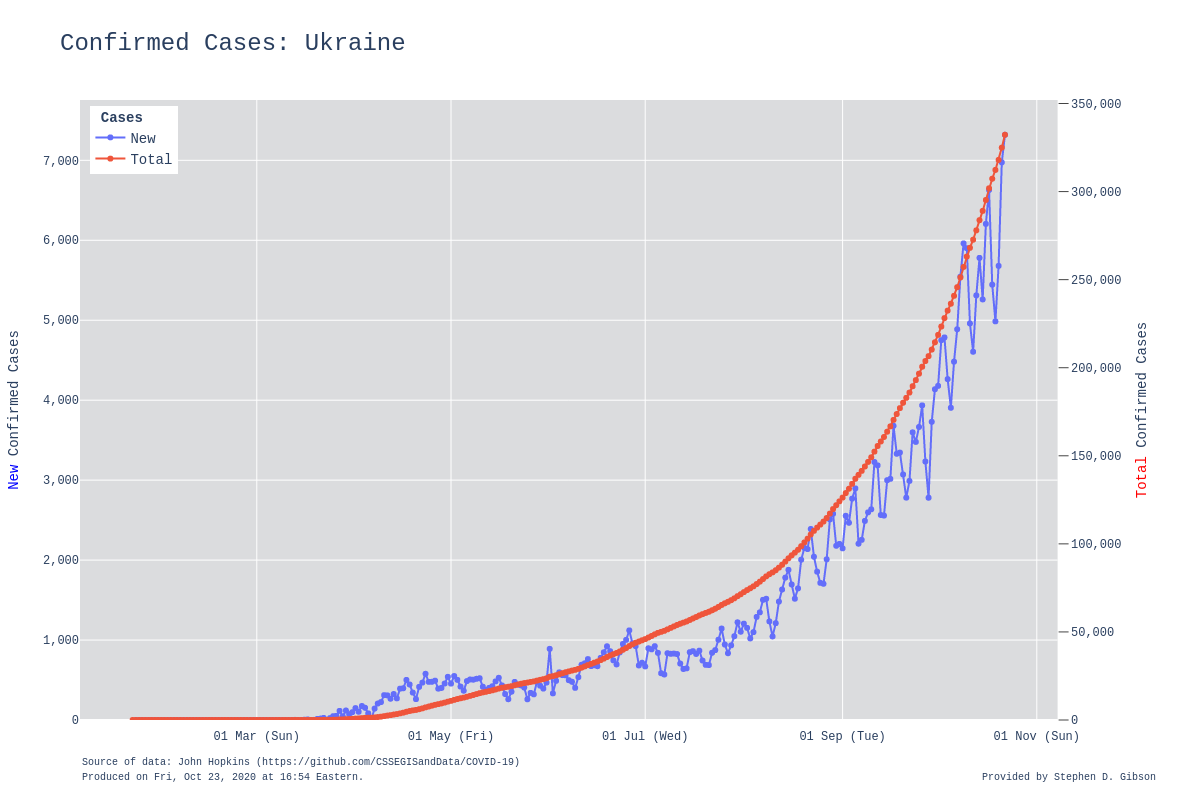 Confirmed Cases: Ukraine
Cases
New
Total
7,000
6,000
5,000
4,000
3,000
2,000
1,000
0
New Confirmed Cases
350,000
300,000
250,000
200,000
150,000
100,000
50,000
0
Total Confirmed Cases
01 Mar (Sun)
01 May (Fri)
01 Jul (Wed)
01 Sep (Tue)
01 Nov (Sun)
Source of data: John Hopkins (https://github.com/CSSEGISandData/COVID-19)
Produced on Fri, Oct 23, 2020 at 16:54 Eastern.
Provided by Stephen D. Gibson